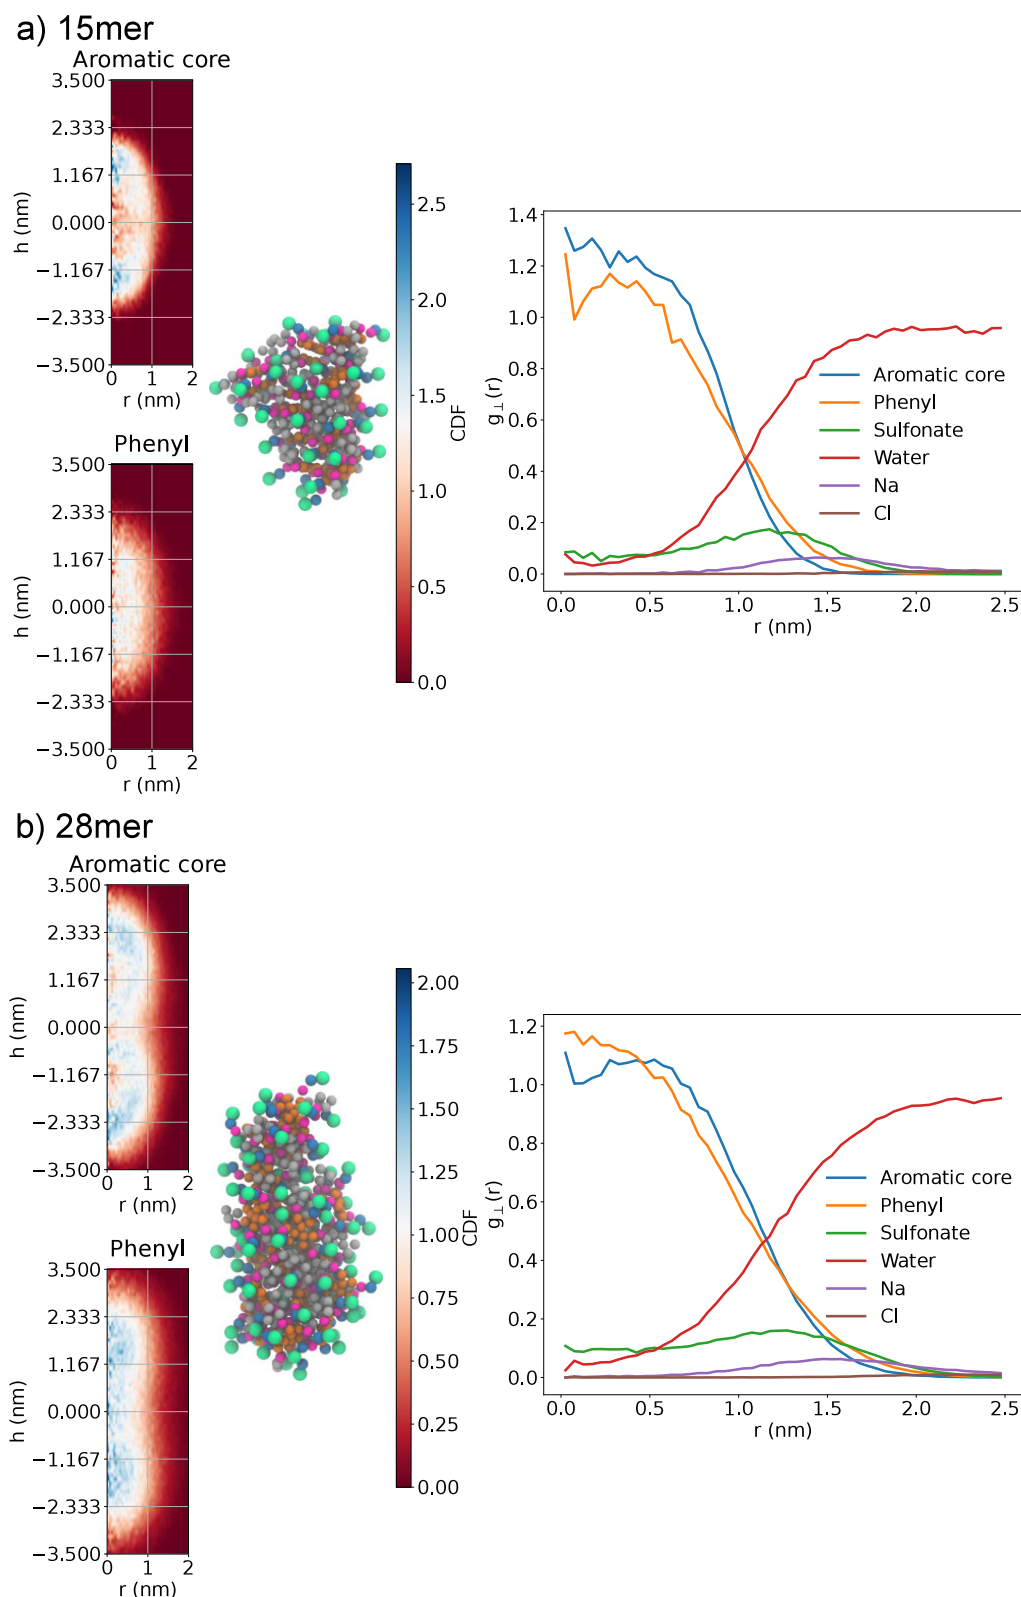 a) 15mer
Aromatic core
3.500
2.333
1.167
0.000
−1.167
−2.333
−3.500
h (nm)
0 1 2
r (nm)
Phenyl
3.500
2.333
1.167
0.000
−1.167
−2.333
−3.500
h (nm)
0 1 2
r (nm)
2.5
2.0
1.5
1.0
0.5
0.0
CDF
1.4
1.2
1.0
0.8
0.6
0.4
0.2
0.0
g⊥(r)
Aromatic core
Phenyl
Sulfonate
Water
Na
Cl
0.0 0.5 1.0 1.5 2.0 2.5
r (nm)
b) 28mer
Aromatic core
3.500
2.333
1.167
0.000
−1.167
−2.333
−3.500
h (nm)
0 1 2
r (nm)
Phenyl
3.500
2.333
1.167
0.000
−1.167
−2.333
−3.500
h (nm)
0 1 2
r (nm)
2.00
1.75
1.50
1.25
1.00
0.75
0.50
0.25
0.00
CDF
1.2
1.0
0.8
0.6
0.4
0.2
0.0
g⊥(r)
Aromatic core
Phenyl
Sulfonate
Water
Na
Cl
0.0 0.5 1.0 1.5 2.0 2.5
r (nm)